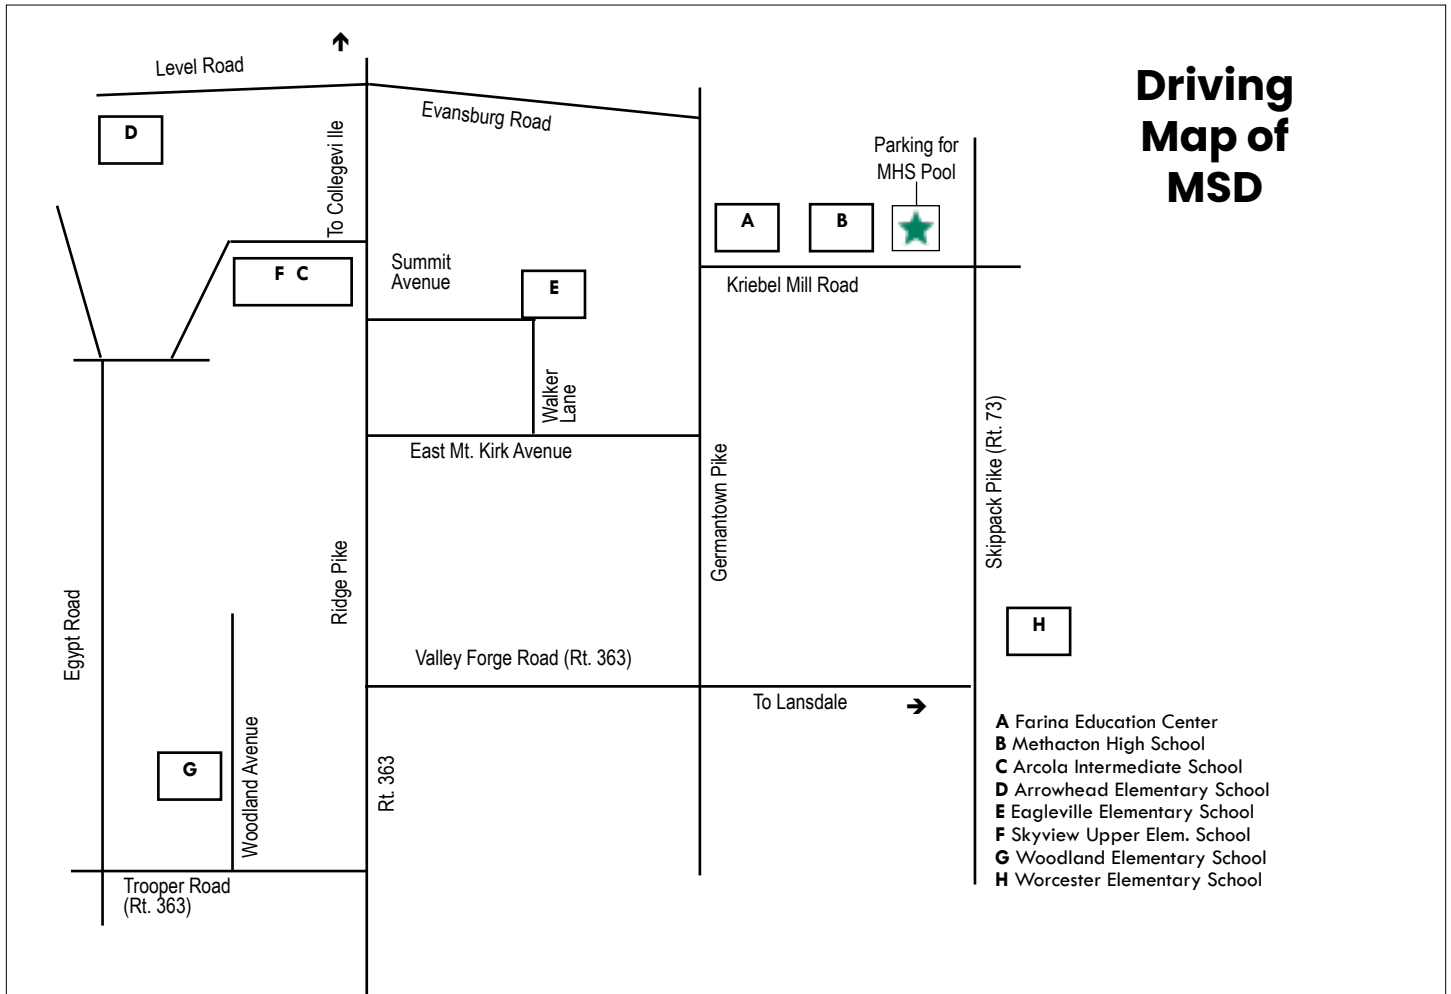 Driving
Map of
MSD
Level Road
Evansburg Road
To Collegevi lle
D
Parking for
MHS Pool
A
B
F C
Summit
Avenue
E
Kriebel Mill Road
Walker
Lane
East Mt. Kirk Avenue
Germantown Pike
Skippack Pike (Rt. 73)
Ridge Pike
Egypt Road
H
Valley Forge Road (Rt. 363)
To Lansdale
G
Woodland Avenue
Rt. 363
Trooper Road
(Rt. 363)
A Farina Education Center
B Methacton High School
C Arcola Intermediate School
D Arrowhead Elementary School
E Eagleville Elementary School
F Skyview Upper Elem. School
G Woodland Elementary School
H Worcester Elementary School